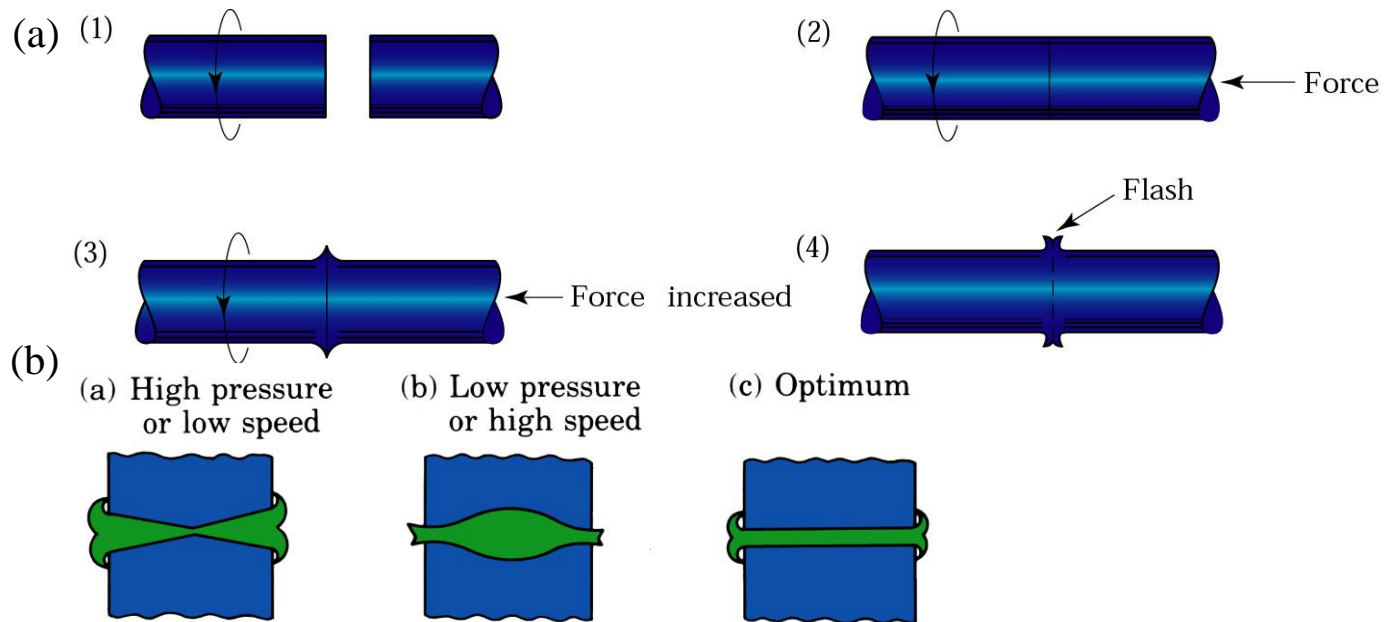 (a) (1)
(2)
Force
Flash
(3)
Force increased
(4)
(b)
(a) High pressure
or low speed
(b) Low pressure
or high speed
(c) Optimum